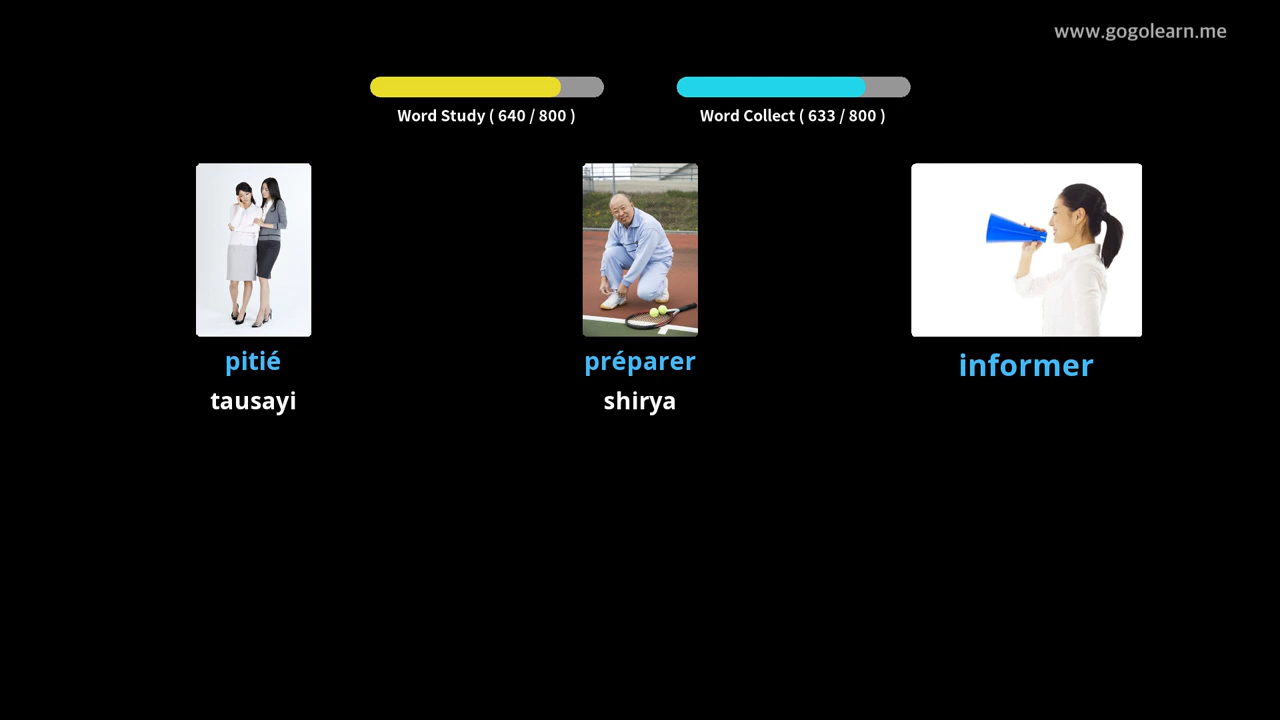 www.gogolearn.me
Word Study ( 640 / 800 )
Word Collect ( 633 / 800 )
pitié
préparer
informer
tausayi
shirya